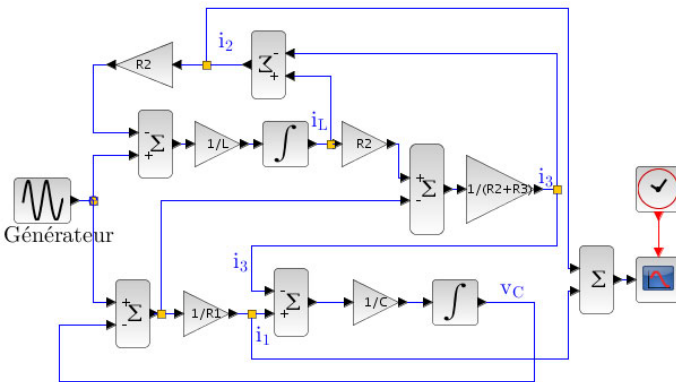 i2
R2
Σ
-
+
-
+
Σ
1/L
∫
iL
R2
+
-
Σ
1/(R2+R3)
i3
Générateur
i3
+
-
Σ
1/R1
i1
-
+
Σ
1/C
∫
vC
Σ